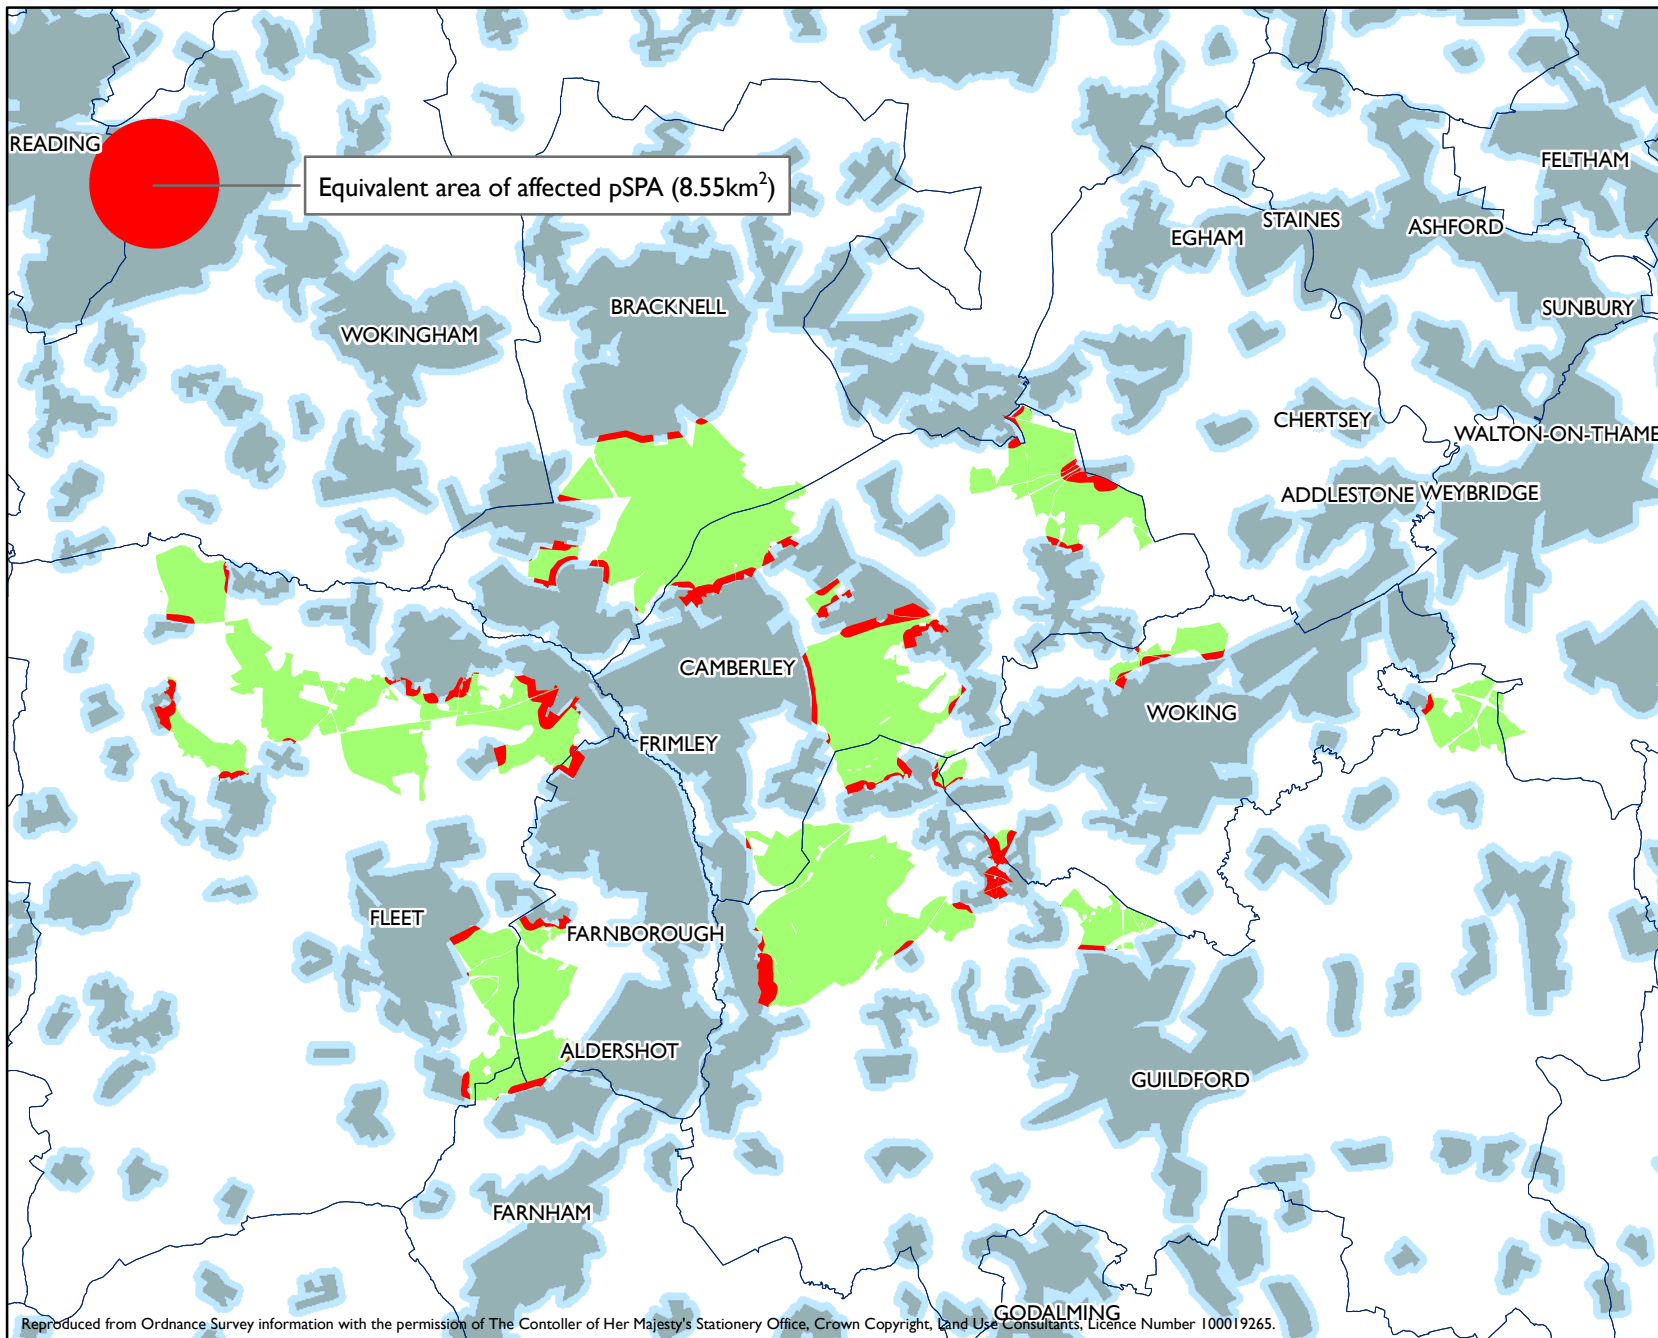 READING
Equivalent area of affected pSPA (8.55km²)
FELTHAM
STAINES
ASHFORD
EGHAM
SUNBURY
BRACKNELL
WOKINGHAM
CHERTSEY
WALTON-ON-THAME
ADDLESTONE
WEYBRIDGE
CAMBERLEY
WOKING
FRIMLEY
FLEET
FARNBOROUGH
ALDERSHOT
GUILDFORD
FARNHAM
GODALMING
Reproduced from Ordnance Survey information with the permission of The Contoller of Her Majesty's Stationery Office, Crown Copyright, Land Use Consultants, Licence Number 100019265.